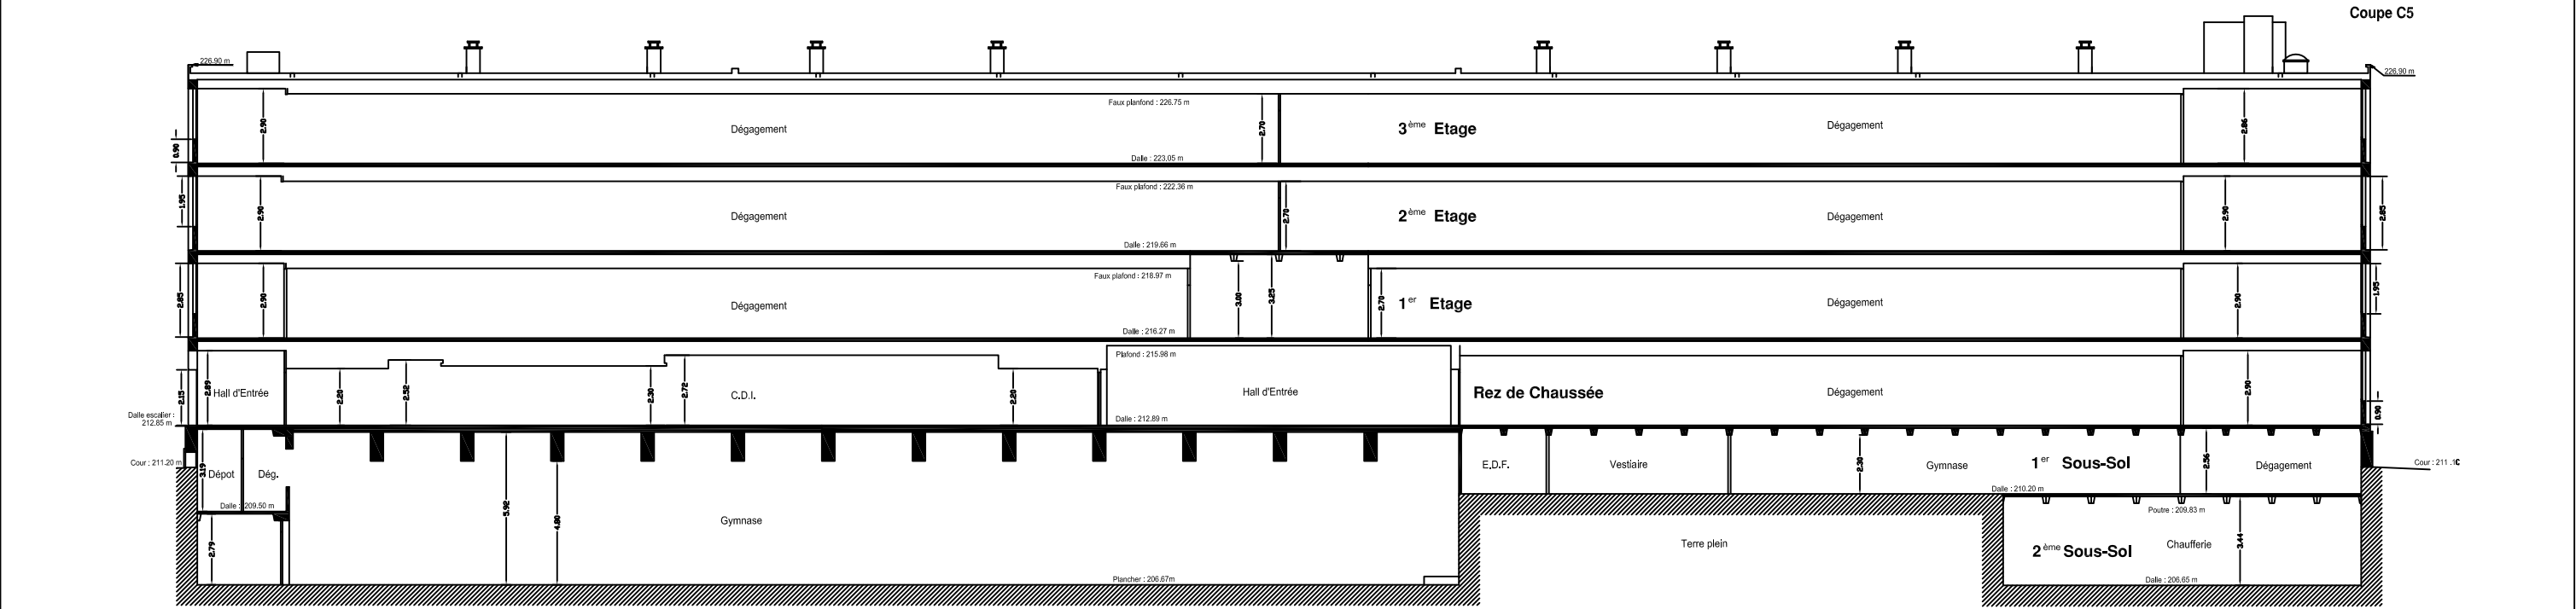 Coupe C5
226.90 m
226.90 m
Faux planfond : 226.75 m
2.90
Dégagement
2.70
3ème Etage
Dégagement
2.86
0.90
Dalle : 223.05 m
Faux plafond : 222.36 m
1.95
2.90
Dégagement
2.70
2ème Etage
Dégagement
2.90
2.85
Dalle : 219.66 m
Faux plafond : 218.97 m
2.85
2.90
Dégagement
3.00
3.25
2.70
1er Etage
Dégagement
2.90
1.95
Dalle : 216.27 m
Plafond : 215.98 m
2.15
2.89
Hall d'Entrée
2.20
2.52
2.30
2.72
C.D.I.
2.20
Hall d'Entrée
Rez de Chaussée
Dégagement
2.90
0.90
Dalle escalier :
212.85 m
Dalle : 212.89 m
Cour : 211.20 m
3.19
Dépot
Dég.
E.D.F.
Vestiaire
2.30
Gymnase
1er Sous-Sol
2.56
Dégagement
Cour : 211 .1
Dalle : 210.20 m
Dalle : 209.50 m
5.92
4.80
Gymnase
Poutre : 209.83 m
2.79
Terre plein
2ème Sous-Sol
Chaufferie
3.44
Plancher : 206.67m
Dalle : 206.65 m